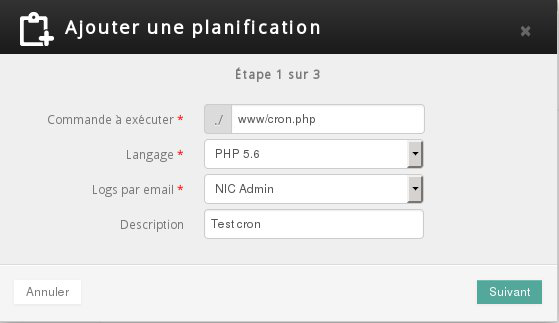 Ajouter une planification
×
Étape 1 sur 3
Commande à exécuter * ./ www/cron.php
Langage * PHP 5.6
Logs par email * NIC Admin
Description Test cron
Annuler Suivant